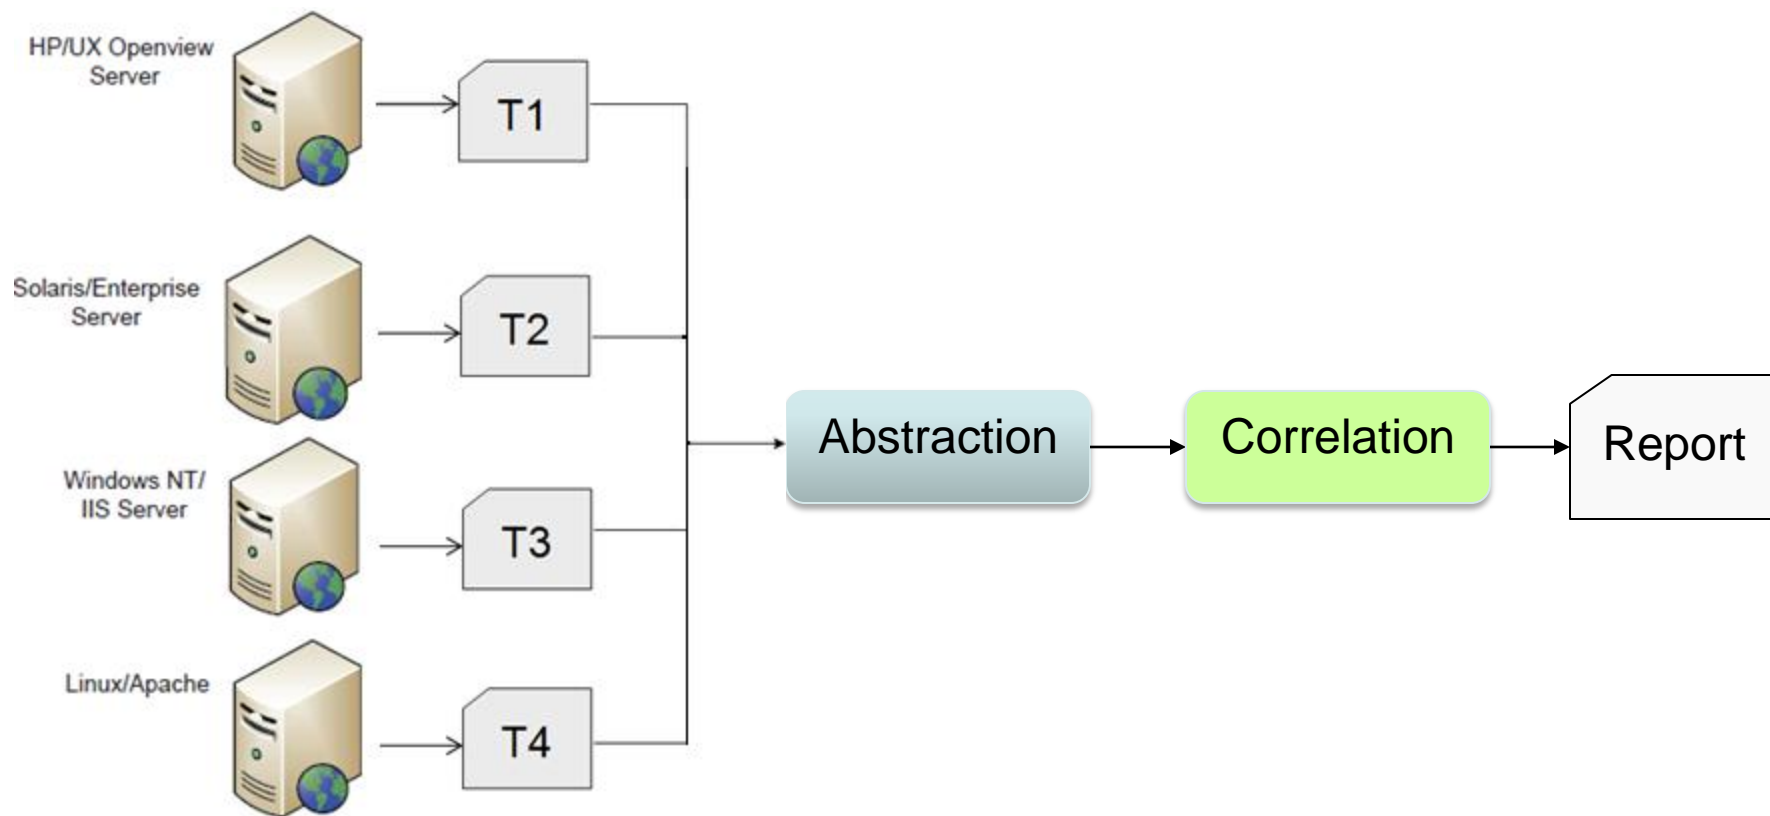 HP/UX Openview
Server
T1
Solaris/Enterprise
Server
T2
Windows NT/
IIS Server
T3
Linux/Apache
T4
Abstraction
Correlation
Report